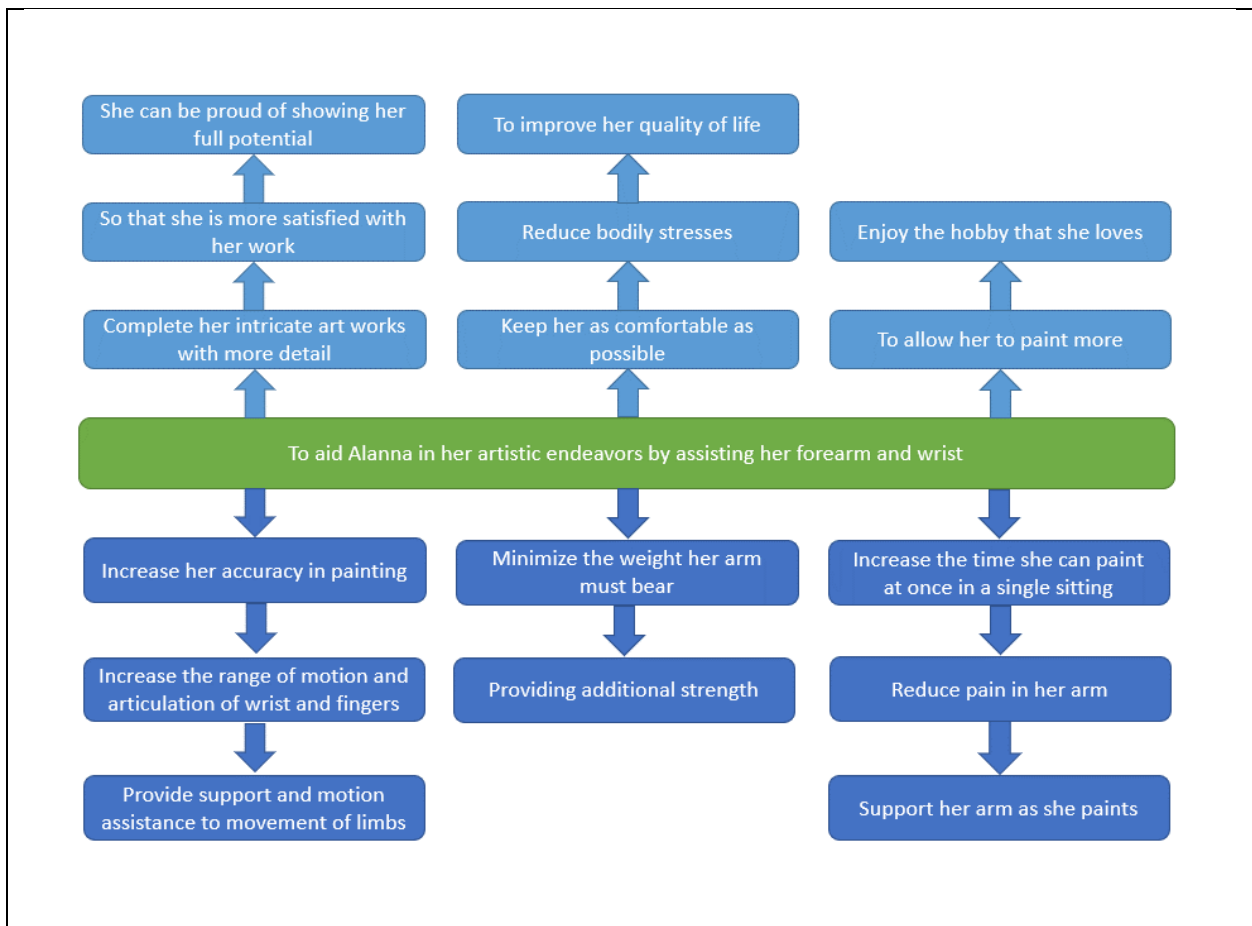 She can be proud of showing her
full potential
To improve her quality of life
So that she is more satisfied with
her work
Reduce bodily stresses
Enjoy the hobby that she loves
Complete her intricate art works
with more detail
Keep her as comfortable as
possible
To allow her to paint more
To aid Alanna in her artistic endeavors by assisting her forearm and wrist
Increase her accuracy in painting
Minimize the weight her arm
must bear
Increase the time she can paint
at once in a single sitting
Increase the range of motion and
articulation of wrist and fingers
Providing additional strength
Reduce pain in her arm
Provide support and motion
assistance to movement of limbs
Support her arm as she paints